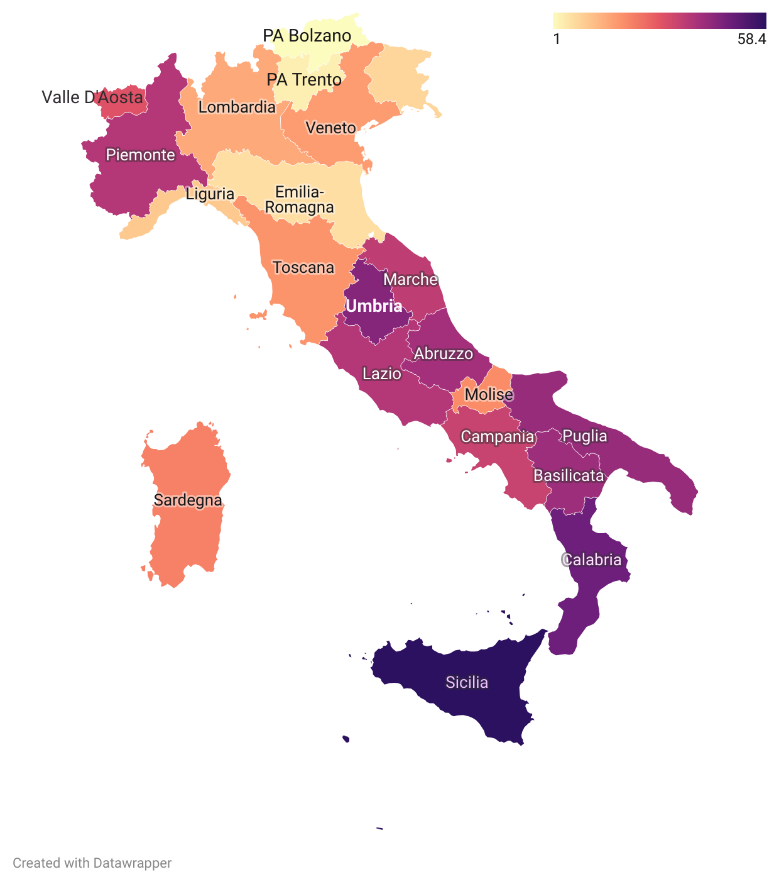 PA Bolzano
1
58.4
PA Trento
Valle D'Aosta
Lombardia
Veneto
Piemonte
Liguria
Emilia-
Romagna
Toscana
Marche
Umbria
Abruzzo
Lazio
Molise
Campania
Puglia
Basilicata
Sardegna
Calabria
Sicilia
Created with Datawrapper